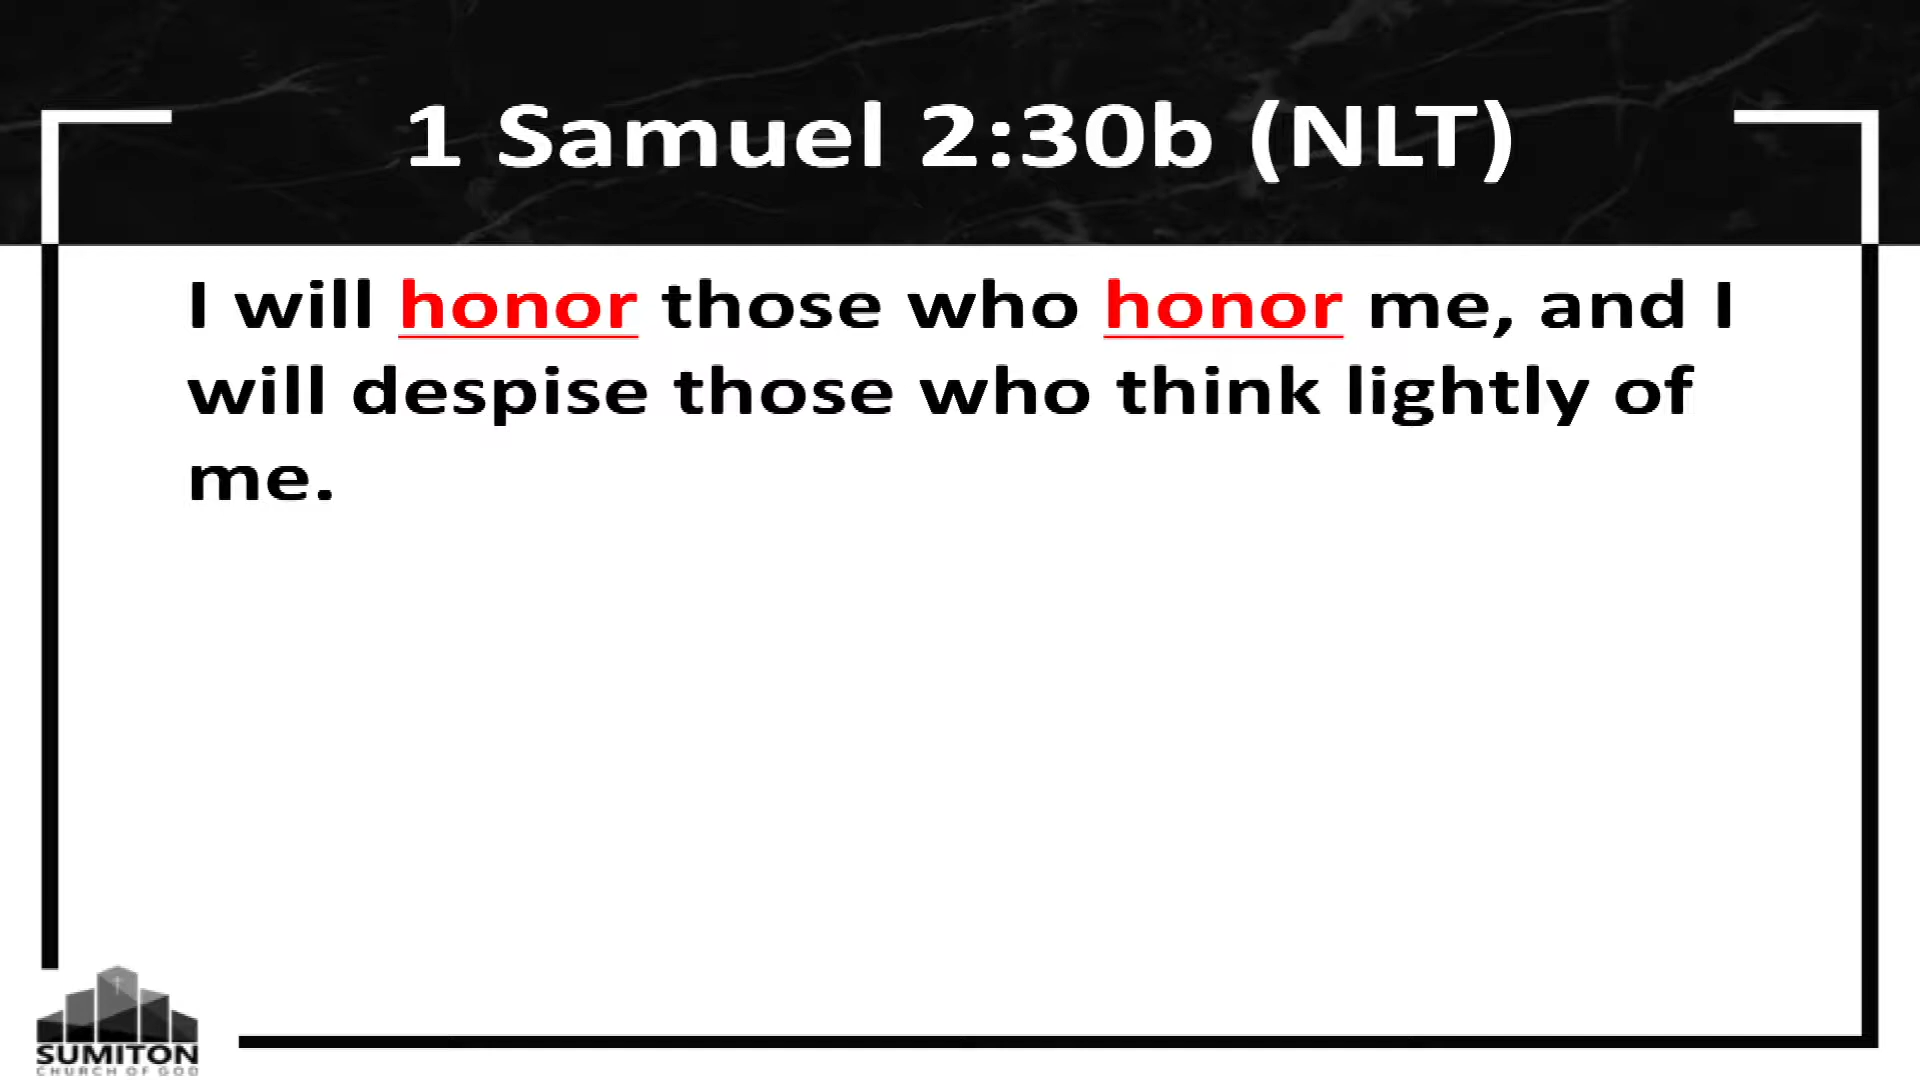 1 Samuel 2:30b (NLT)
I will honor those who honor me, and I
will despise those who think lightly of
me.
SUMITON
CHURCH OF GOD